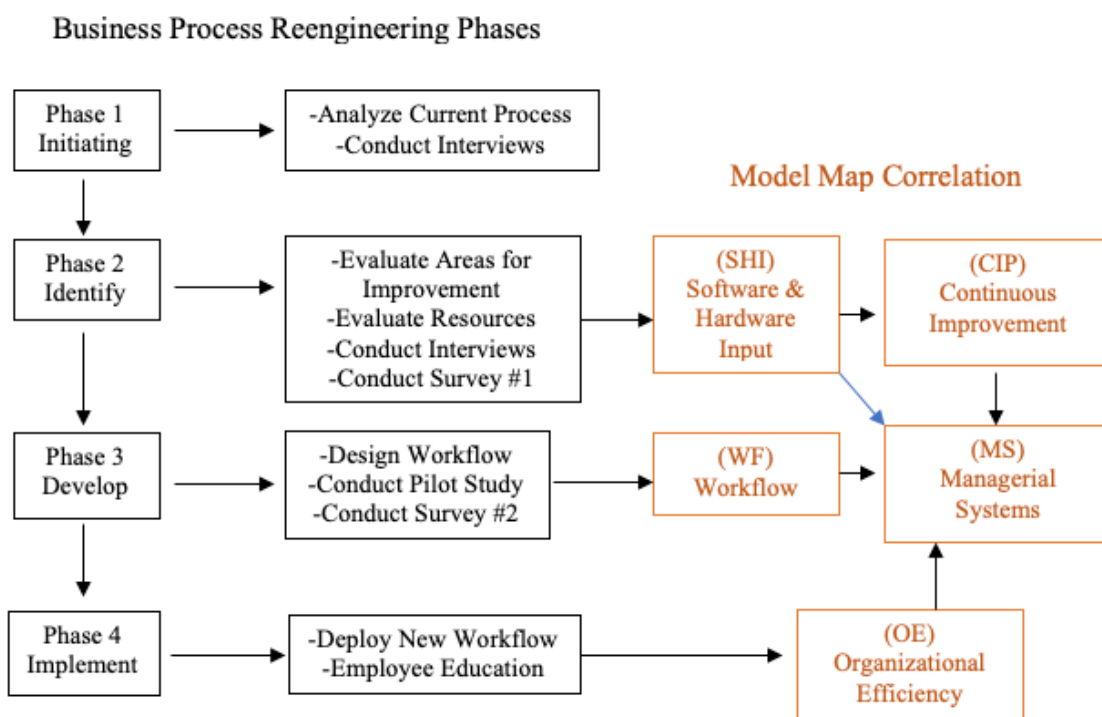 Business Process Reengineering Phases
Phase 1
Initiating
-Analyze Current Process
-Conduct Interviews
Model Map Correlation
Phase 2
Identify
-Evaluate Areas for
Improvement
-Evaluate Resources
-Conduct Interviews
-Conduct Survey #1
(SHI)
Software &
Hardware
Input
(CIP)
Continuous
Improvement
Phase 3
Develop
-Design Workflow
-Conduct Pilot Study
-Conduct Survey #2
(WF)
Workflow
(MS)
Managerial
Systems
Phase 4
Implement
-Deploy New Workflow
-Employee Education
(OE)
Organizational
Efficiency